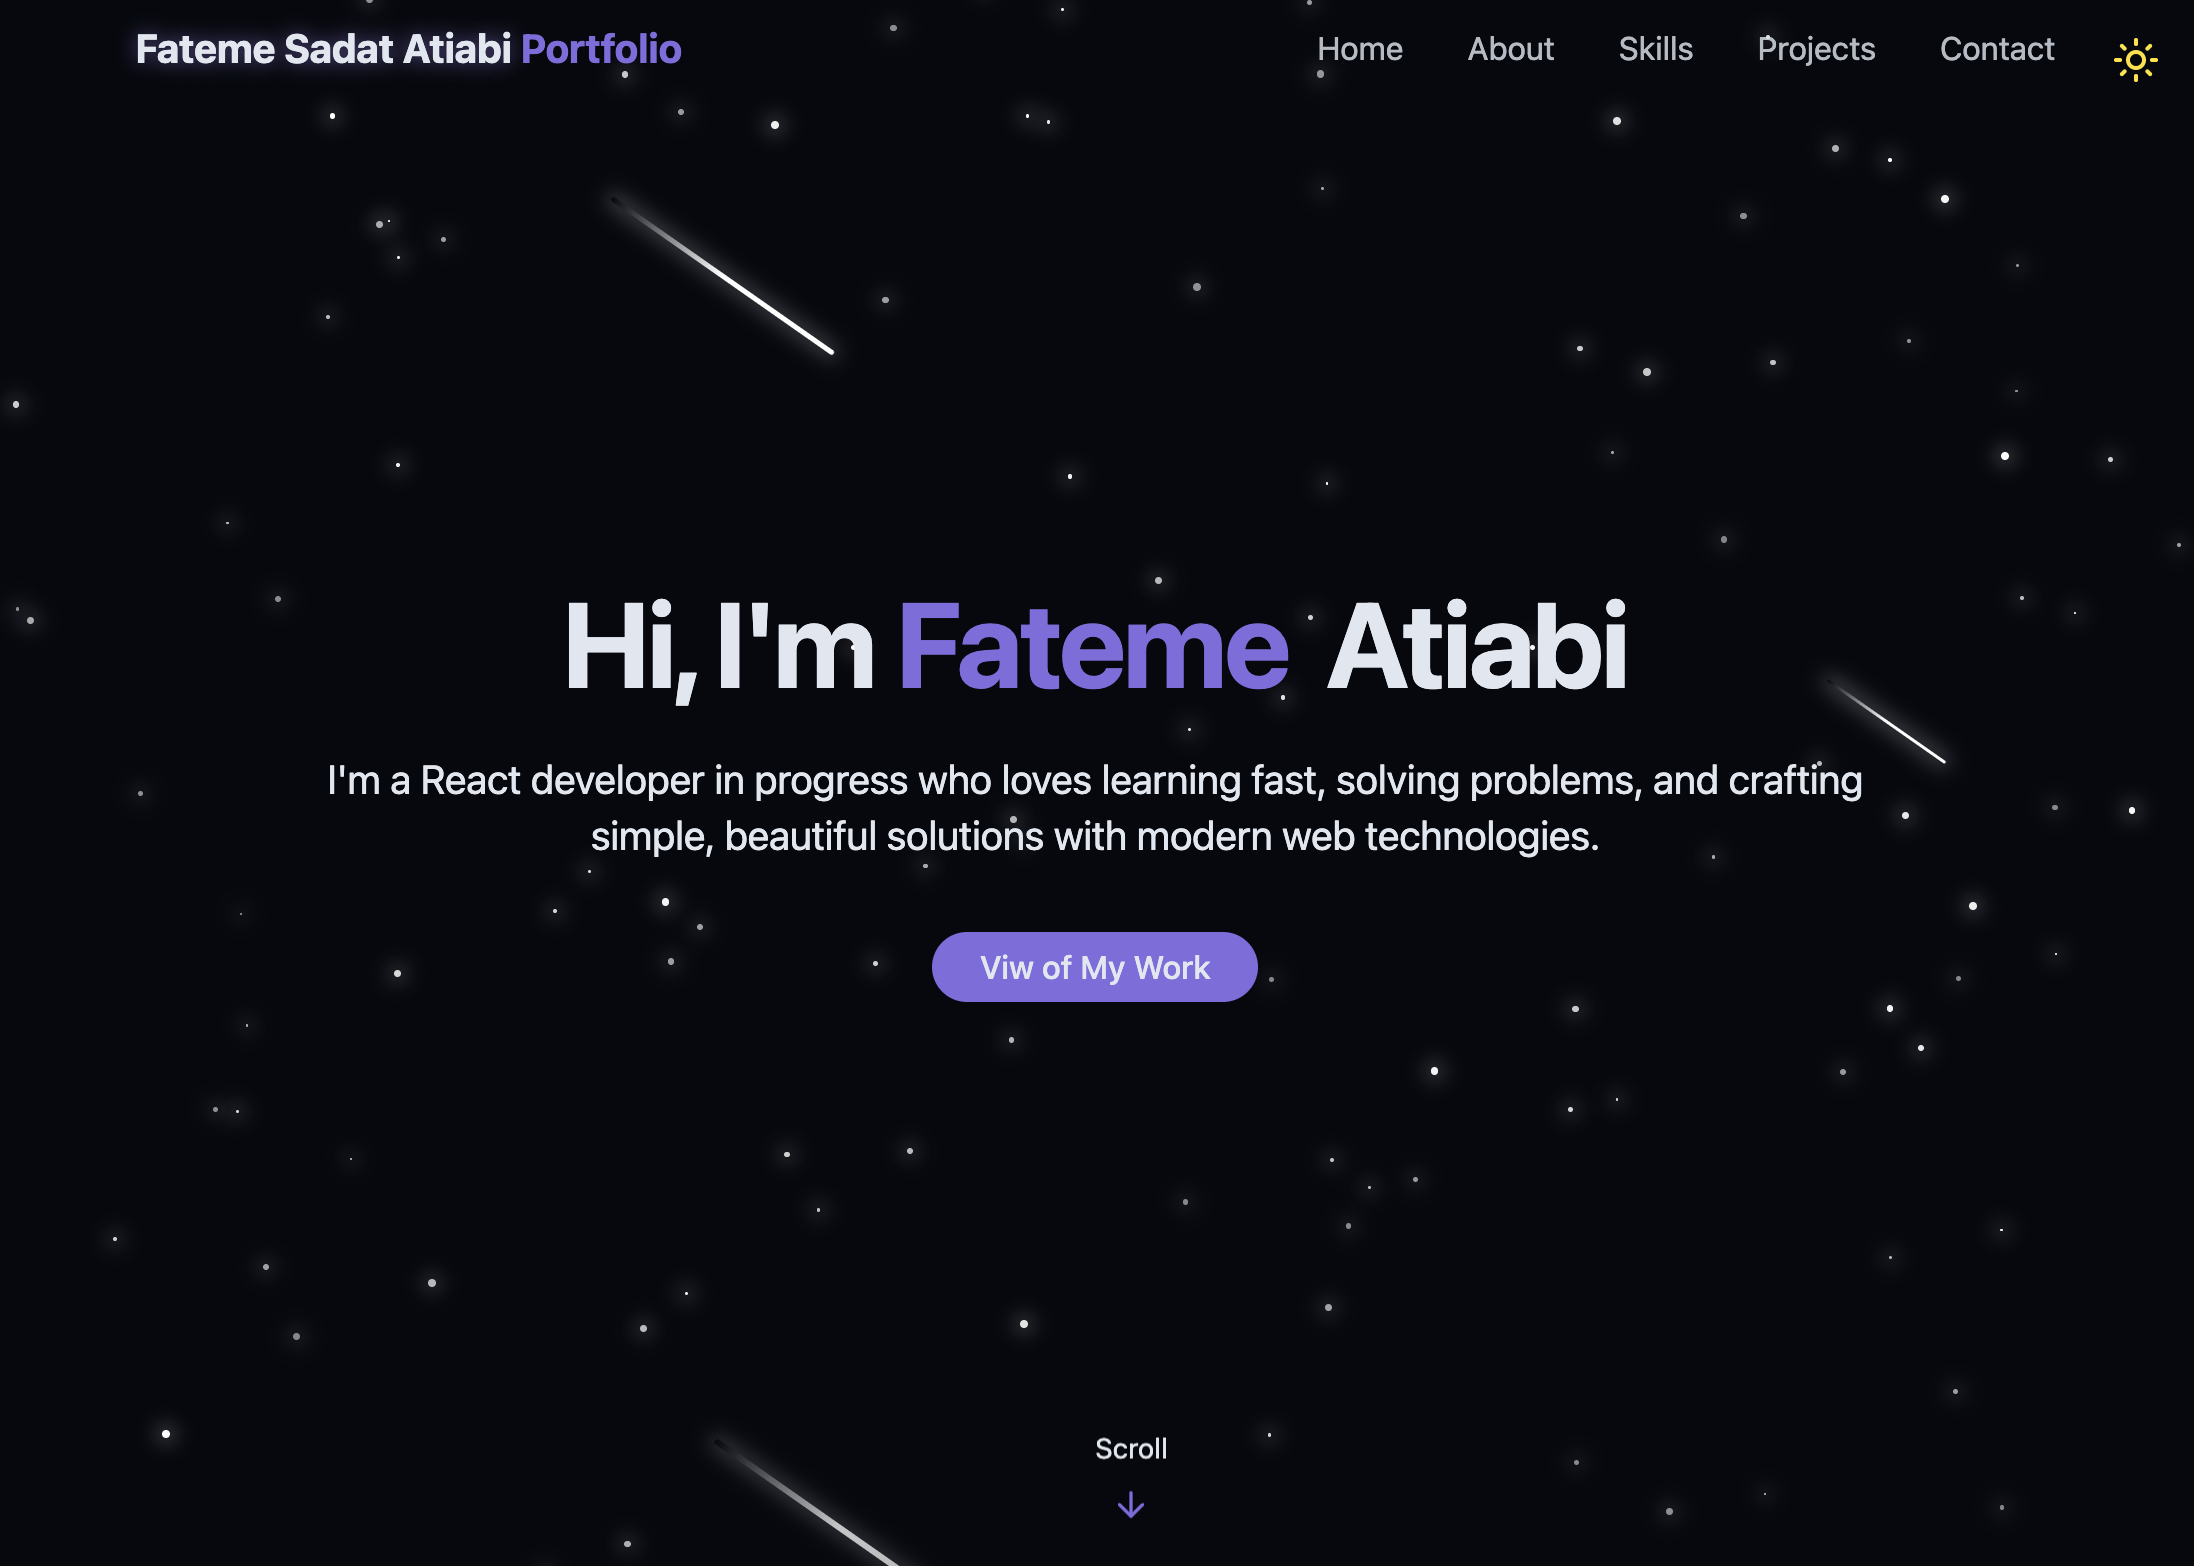 Fateme Sadat Atiabi Portfolio
Home About Skills Projects Contact
Hi, I'm Fateme Atiabi
I'm a React developer in progress who loves learning fast, solving problems, and crafting
simple, beautiful solutions with modern web technologies.
Viw of My Work
Scroll